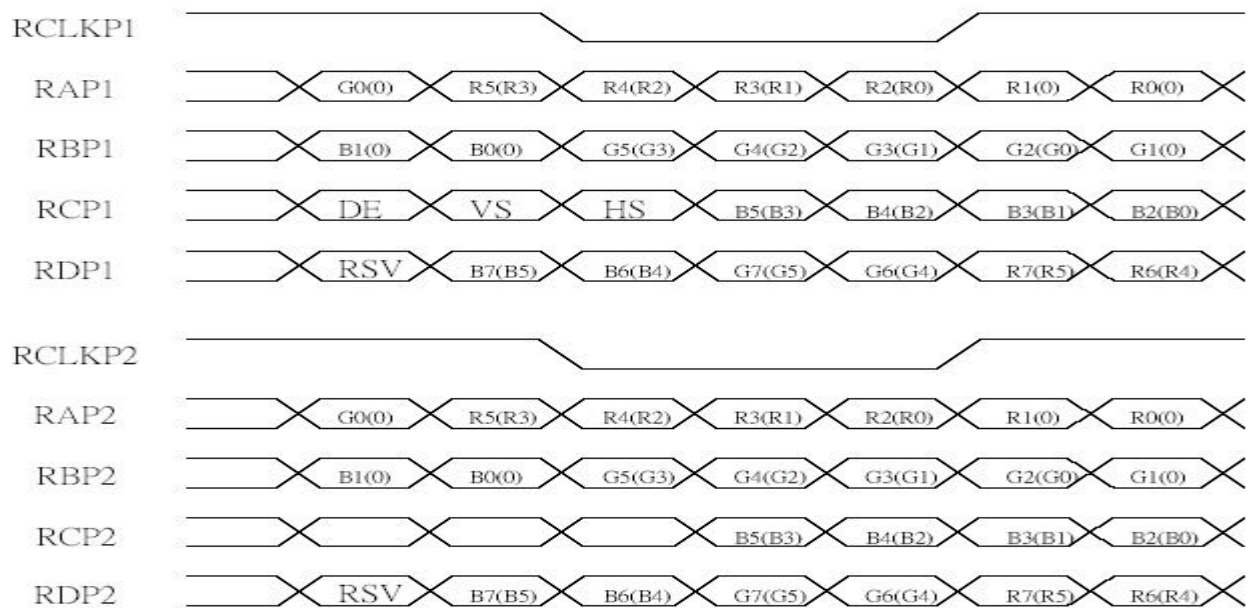 RCLKP1
RAP1 G0(0) R5(R3) R4(R2) R3(R1) R2(R0) R1(0) R0(0)
RBP1 B1(0) B0(0) G5(G3) G4(G2) G3(G1) G2(G0) G1(0)
RCP1 DE VS HS B5(B3) B4(B2) B3(B1) B2(B0)
RDP1 RSV B7(B5) B6(B4) G7(G5) G6(G4) R7(R5) R6(R4)
RCLKP2
RAP2 G0(0) R5(R3) R4(R2) R3(R1) R2(R0) R1(0) R0(0)
RBP2 B1(0) B0(0) G5(G3) G4(G2) G3(G1) G2(G0) G1(0)
RCP2 B5(B3) B4(B2) B3(B1) B2(B0)
RDP2 RSV B7(B5) B6(B4) G7(G5) G6(G4) R7(R5) R6(R4)